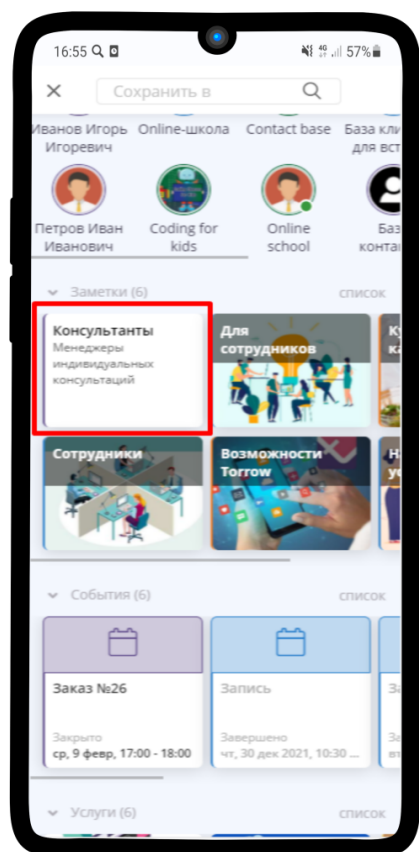 16:55
4G
57%
Сохранить в
Иванов Игорь
Игоревич
Online-школа
Contact base
База кли
для вст
Петров Иван
Иванович
Coding for
kids
Online
school
Баз
конта
Заметки (6)
список
Консультанты
Менеджеры
индивидуальных
консультаций
Для
сотрудников
Сотрудники
Возможности
Torrow
События (6)
список
Заказ №26
Закрыто
ср, 9 февр, 17:00 - 18:00
Запись
Завершено
чт, 30 дек 2021, 10:30 ...
Услуги (6)
список